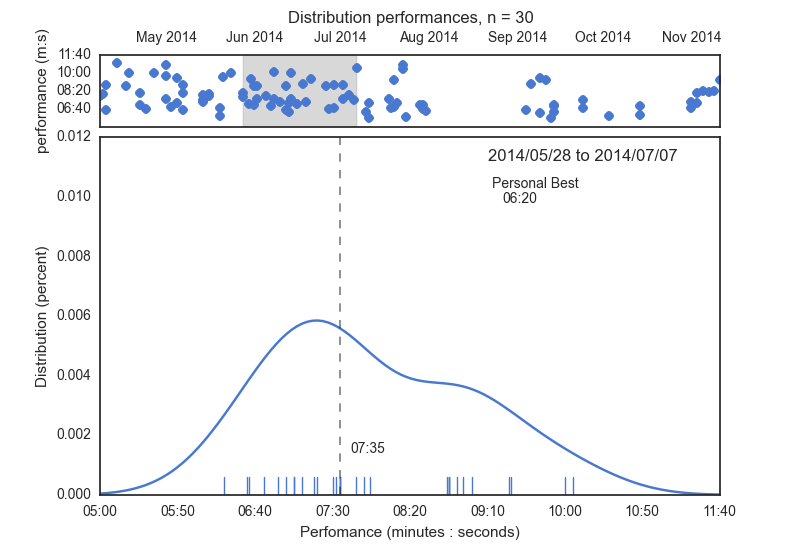 Distribution performances, n = 30
May 2014 Jun 2014 Jul 2014 Aug 2014 Sep 2014 Oct 2014 Nov 2014
performance (m:s)
11:40
10:00
08:20
06:40
Distribution (percent)
0.012
0.010
0.008
0.006
0.004
0.002
0.000
2014/05/28 to 2014/07/07
Personal Best
06:20
07:35
05:00 05:50 06:40 07:30 08:20 09:10 10:00 10:50 11:40
Perfomance (minutes : seconds)